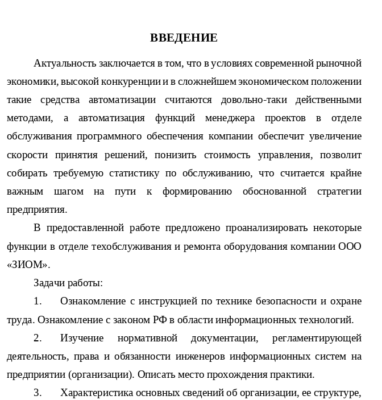 ВВЕДЕНИЕ
Актуальность заключается в том, что в условиях современной рыночной
экономики, высокой конкуренции и в сложнейшем экономическом положении
такие средства автоматизации считаются довольно-таки действенными
методами, а автоматизация функций менеджера проектов в отделе
обслуживания программного обеспечения компании обеспечит увеличение
скорости принятия решений, понизить стоимость управления, позволит
собирать требуемую статистику по обслуживанию, что считается крайне
важным шагом на пути к формированию обоснованной стратегии
предприятия.
В предоставленной работе предложено проанализировать некоторые
функции в отделе техобслуживания и ремонта оборудования компании ООО
«ЗИОМ».
Задачи работы:
1. Ознакомление с инструкцией по технике безопасности и охране
труда. Ознакомление с законом РФ в области информационных технологий.
2. Изучение нормативной документации, регламентирующей
деятельность, права и обязанности инженеров информационных систем на
предприятии (организации). Описать место прохождения практики.
3. Характеристика основных сведений об организации, ее структуре,